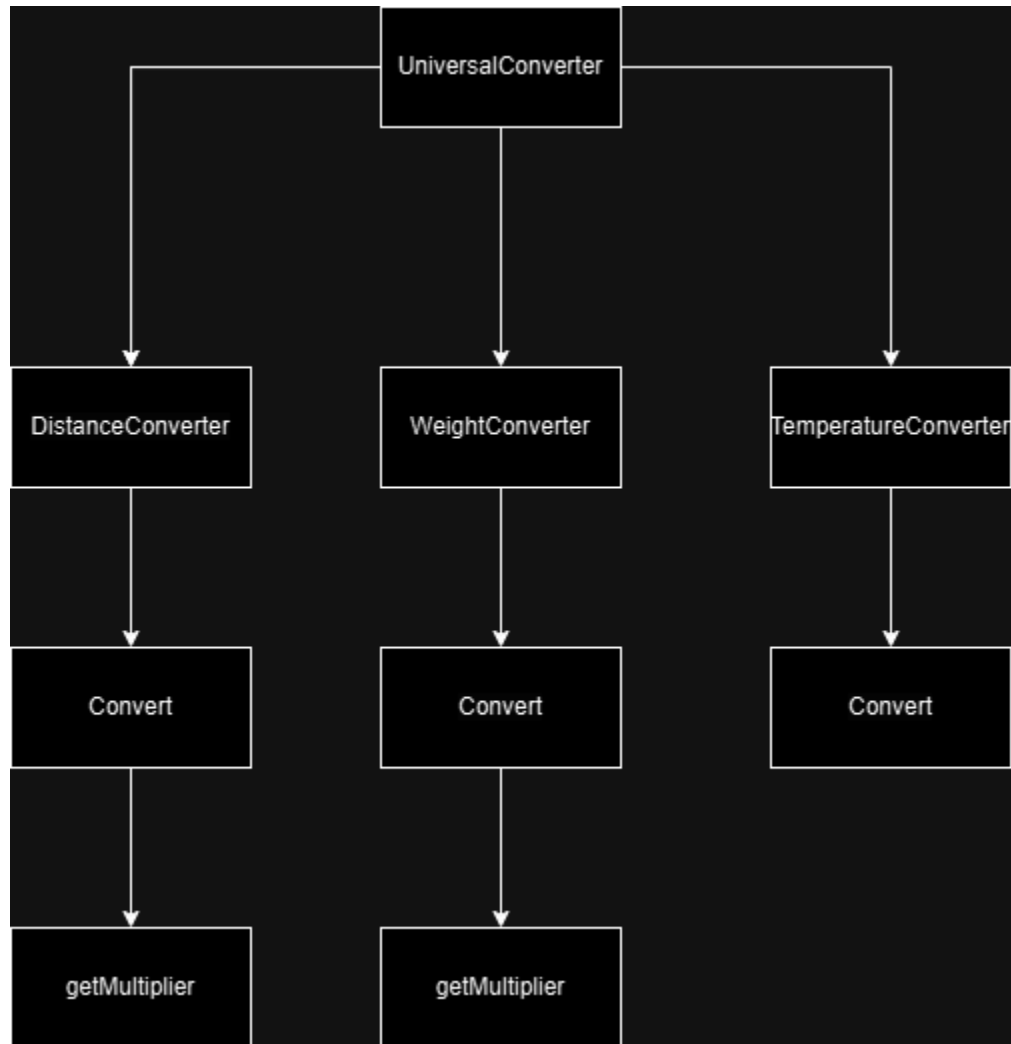 UniversalConverter
DistanceConverter
WeightConverter
TemperatureConverter
Convert
Convert
Convert
getMultiplier
getMultiplier